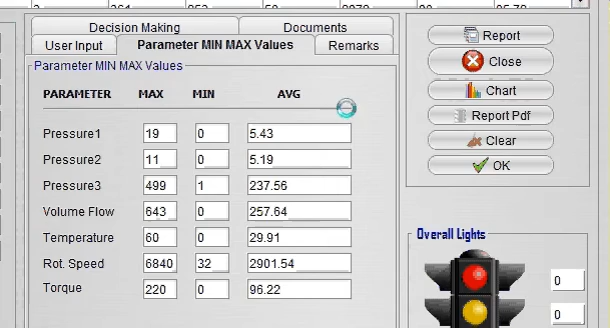 Decision Making Documents
User Input Parameter MIN MAX Values Remarks
Parameter MIN MAX Values
PARAMETER MAX MIN AVG
Pressure1 19 0 5.43
Pressure2 11 0 5.19
Pressure3 499 1 237.56
Volume Flow 643 0 257.64
Temperature 60 0 29.91
Rot. Speed 6840 32 2901.54
Torque 220 0 96.22
Report
Close
Chart
Report Pdf
Clear
OK
Overall Lights
0
0